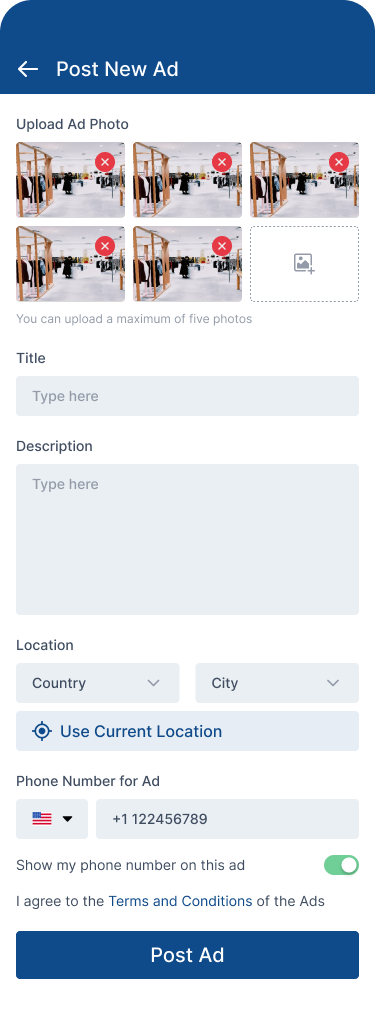 Post New Ad
Upload Ad Photo
You can upload a maximum of five photos
Title
Type here
Description
Type here
Location
Country City
Use Current Location
Phone Number for Ad
+1 122456789
Show my phone number on this ad
I agree to the Terms and Conditions of the Ads
Post Ad